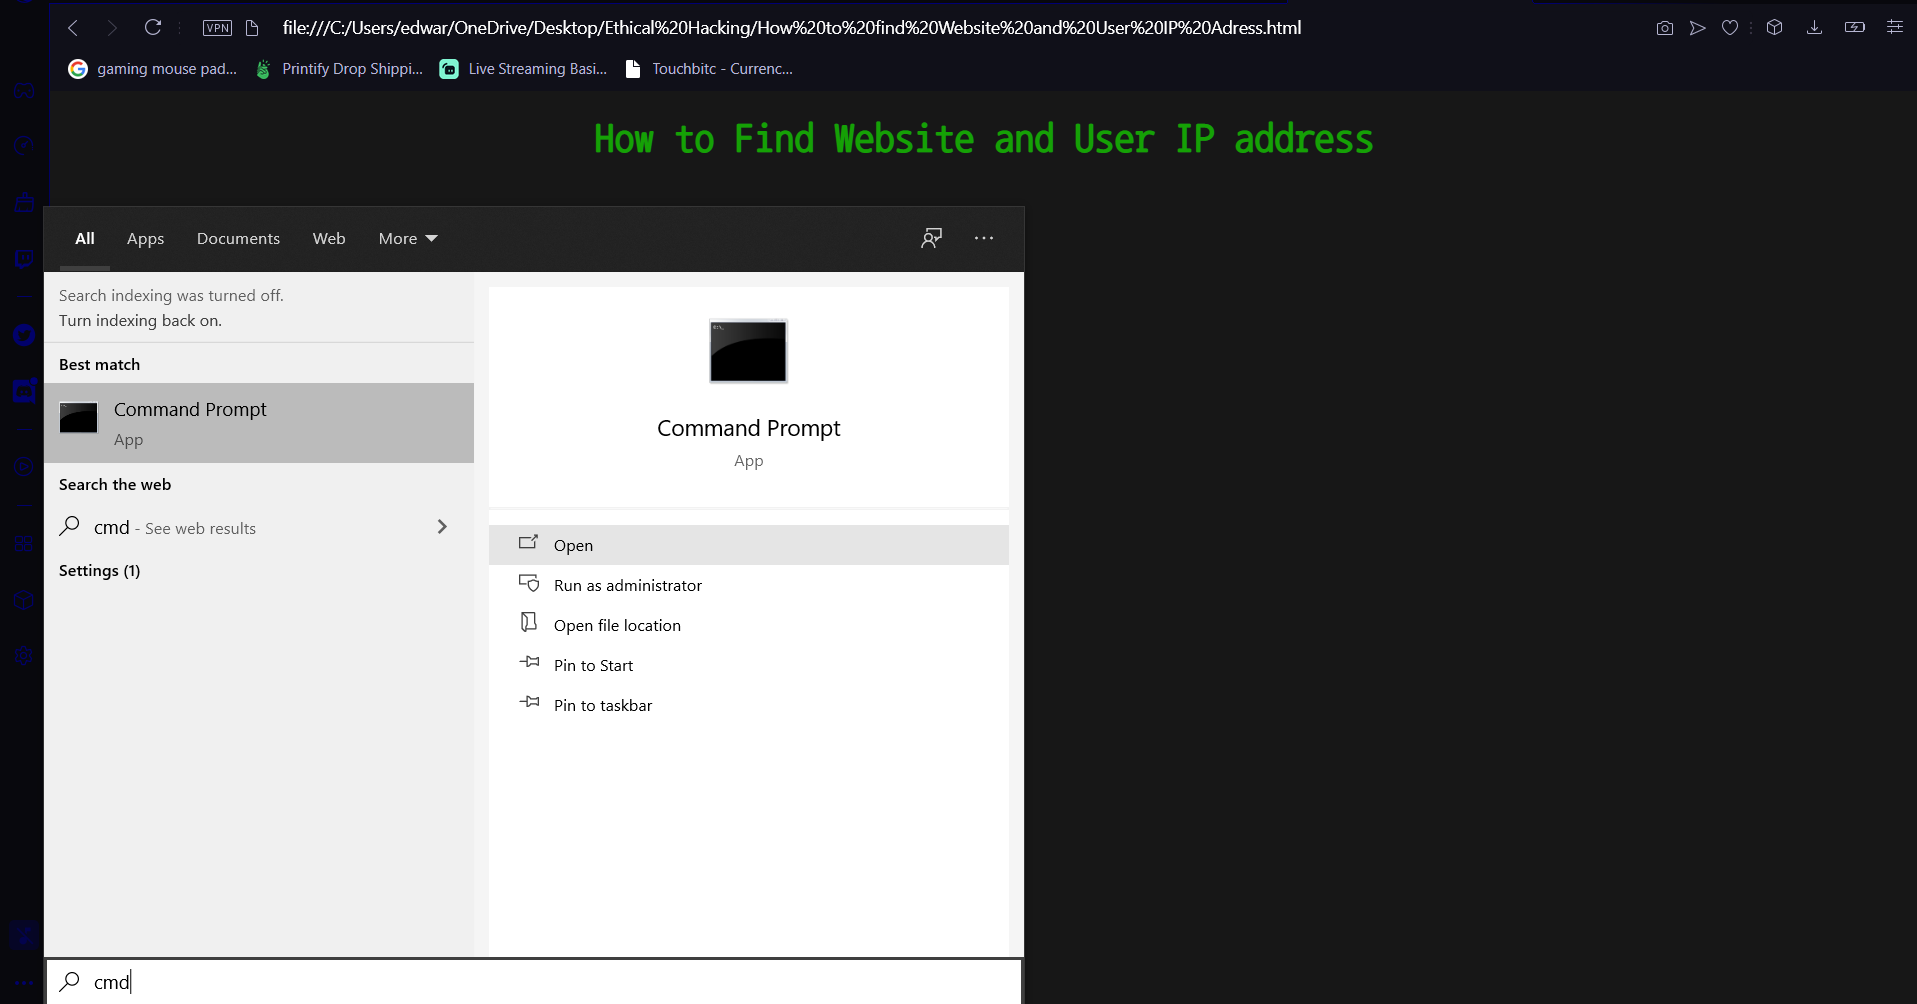 VPN file:///C:/Users/edwar/OneDrive/Desktop/Ethical%20Hacking/How%20to%20find%20Website%20and%20User%20IP%20Adress.html
gaming mouse pad... Printify Drop Shippi... Live Streaming Basi... Touchbitc - Currenc...
How to Find Website and User IP address
All Apps Documents Web More
Search indexing was turned off.
Turn indexing back on.
Best match
Command Prompt
App
Search the web
cmd - See web results
Settings (1)
Command Prompt
App
Open
Run as administrator
Open file location
Pin to Start
Pin to taskbar
cmd